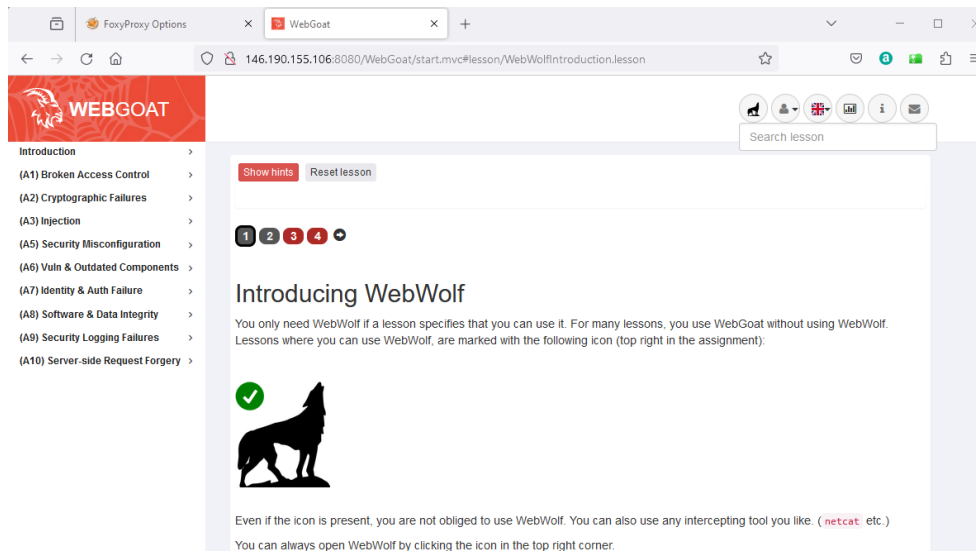 FoxyProxy Options
WebGoat
146.190.155.106:8080/WebGoat/start.mvc#lesson/WebWolfIntroduction.lesson
WEBGOAT
Search lesson
Introduction
(A1) Broken Access Control
(A2) Cryptographic Failures
(A3) Injection
(A5) Security Misconfiguration
(A6) Vuln & Outdated Components
(A7) Identity & Auth Failure
(A8) Software & Data Integrity
(A9) Security Logging Failures
(A10) Server-side Request Forgery
Show hints Reset lesson
1 2 3 4
Introducing WebWolf
You only need WebWolf if a lesson specifies that you can use it. For many lessons, you use WebGoat without using WebWolf.
Lessons where you can use WebWolf, are marked with the following icon (top right in the assignment):
Even if the icon is present, you are not obliged to use WebWolf. You can also use any intercepting tool you like. ( netcat etc.)
You can always open WebWolf by clicking the icon in the top right corner.